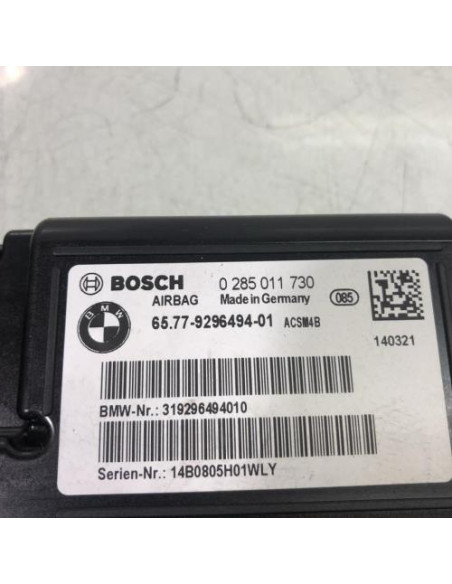 BOSCH 0 285 011 730
AIRBAG Made in Germany 085
BMW 65.77-9296494-01 ACSM4B
140321
BMW-Nr.: 319296494010
Serien-Nr.: 14B0805H01WLY